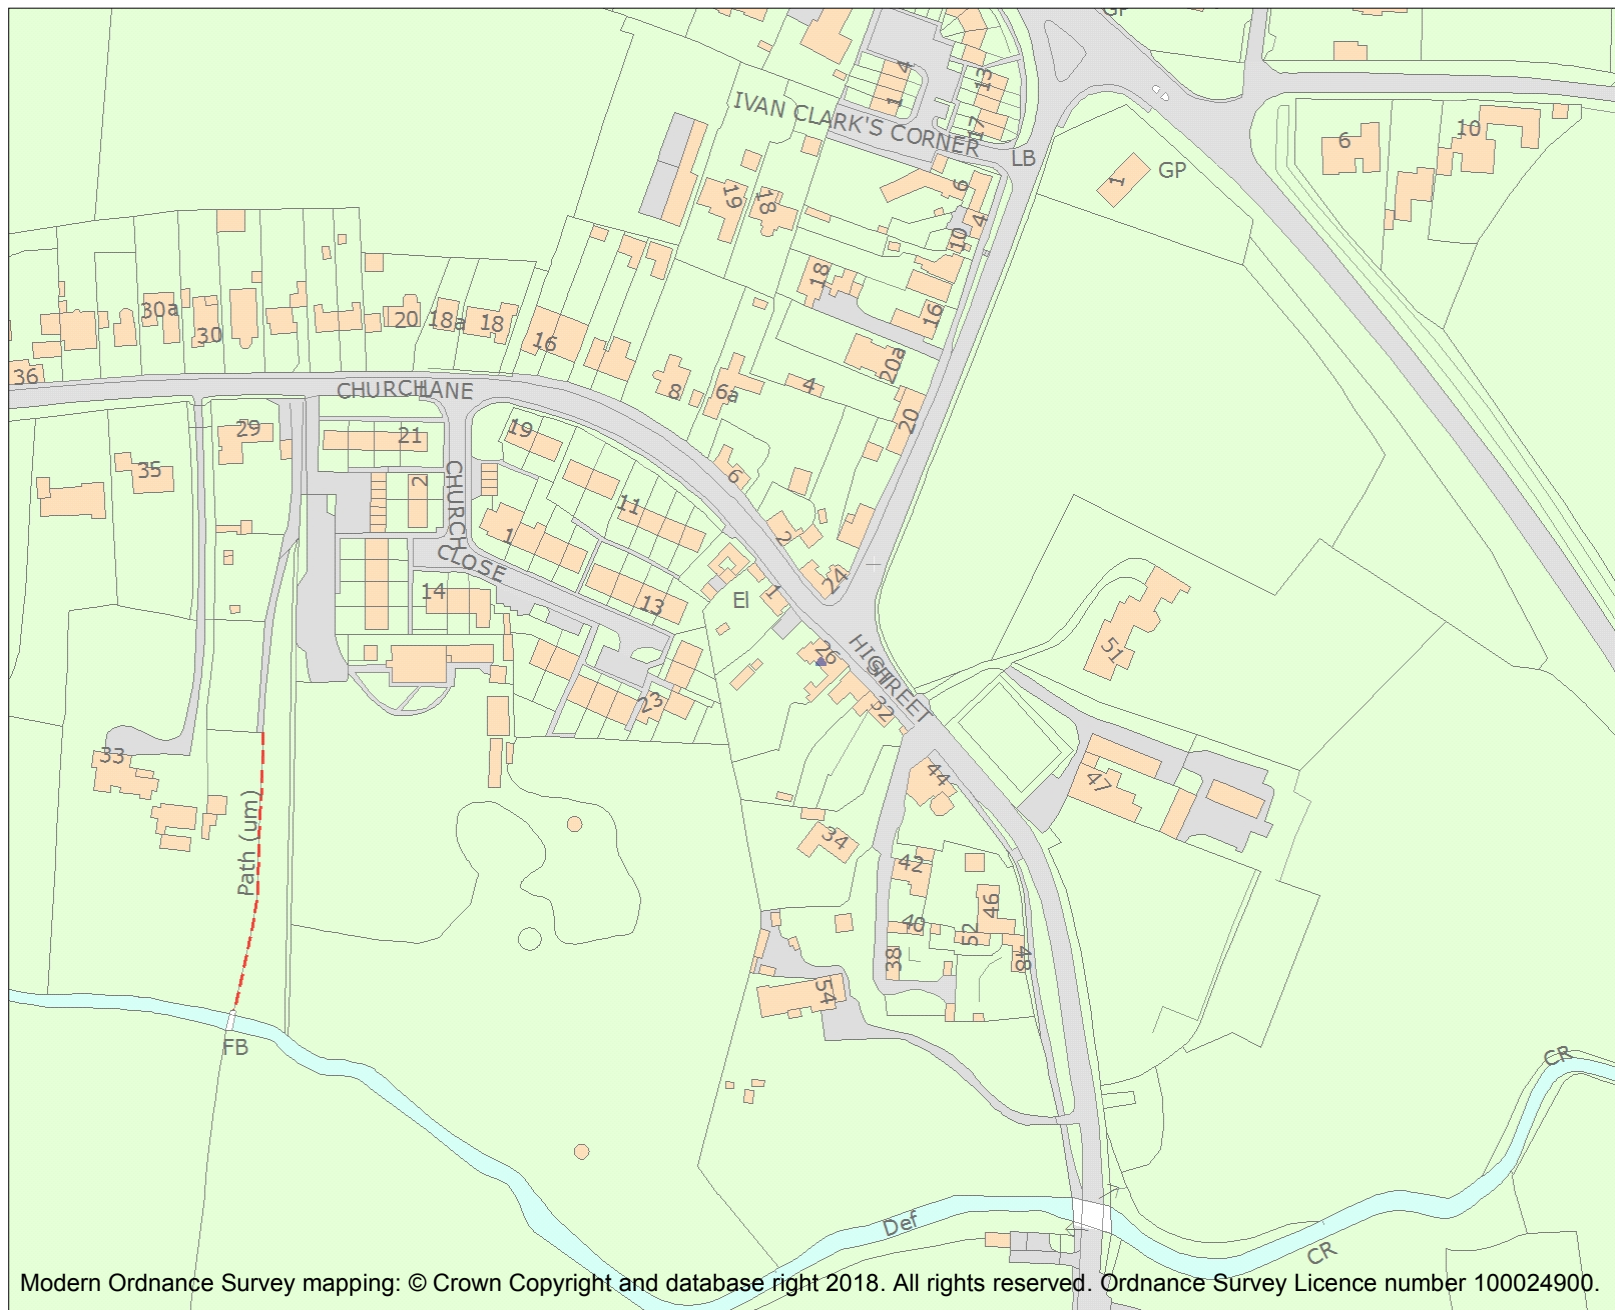 GP
4
1
13
17
IVAN CLARK'S CORNER
LB
GP
1
6
10
19
18
6
4
10
18
16
20a
20
36
30a
30
20
18a
18
16
8
6a
4
CHURCH LANE
29
21
19
35
2
11
6
2
CHURCH
CLOSE
1
14
13
El
1
24
26
HIGH
STREET
32
23
51
33
47
44
34
42
40
38
46
52
48
54
Path (um)
FB
CR
Def
CR
Modern Ordnance Survey mapping: © Crown Copyright and database right 2018. All rights reserved. Ordnance Survey Licence number 100024900.